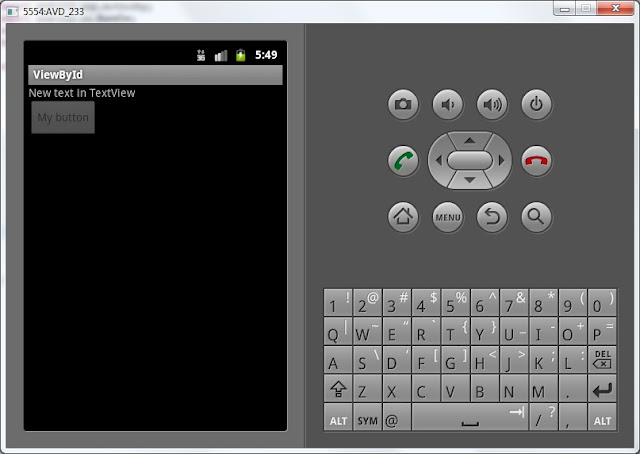 5554:AVD_233
3G 5:49
ViewById
New text in TextView
My button
MENU
1 ! 2 @ 3 # 4 $ 5 % 6 ^ 7 & 8 * 9 ( 0 )
Q | W ~ E " R ` T { Y } U _ I - O + P =
A S \ D ' F [ G ] H < J > K ; L : DEL
Z X C V B N M .
ALT SYM @ / ? , ALT